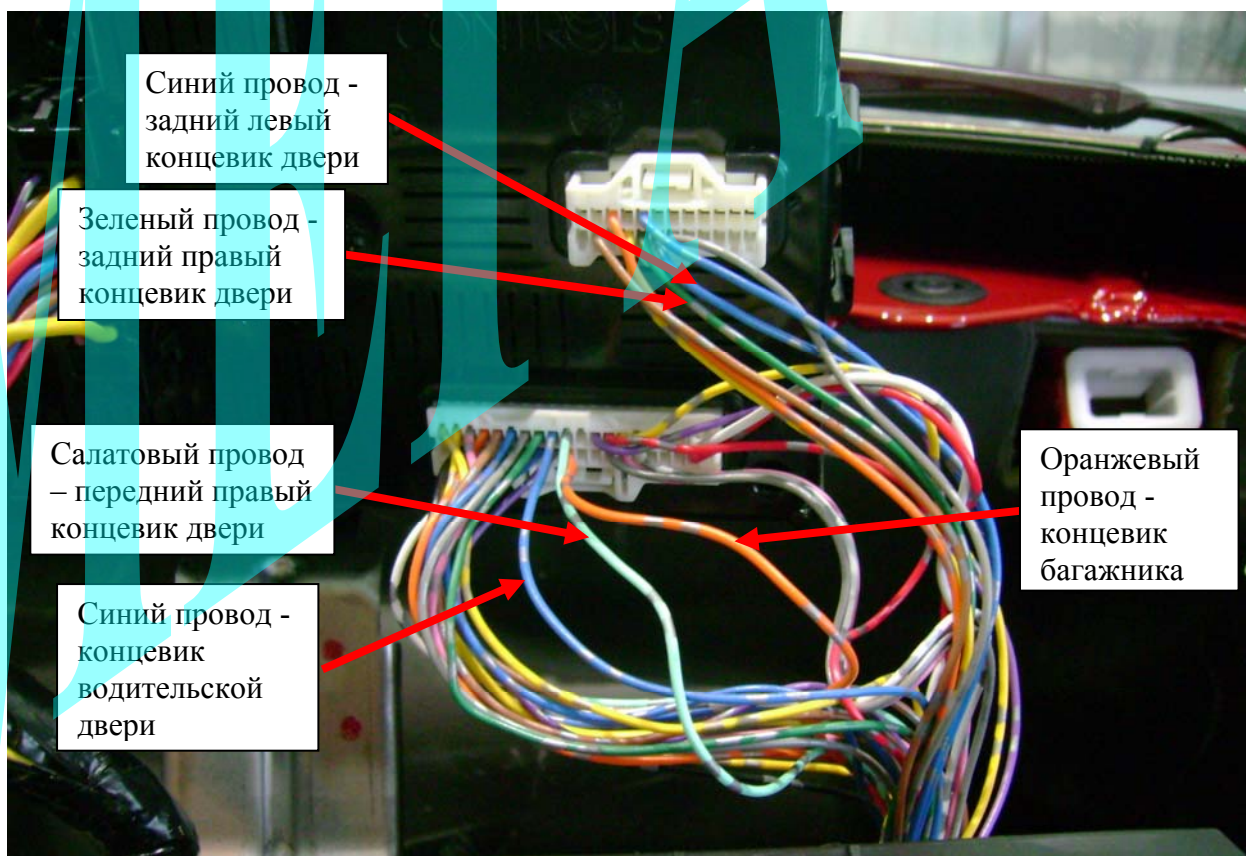 CONTROLS
Синий провод -
задний левый
концевик двери
Зеленый провод -
задний правый
концевик двери
Салатовый провод
– передний правый
концевик двери
Оранжевый
провод -
концевик
багажника
Синий провод -
концевик
водительской
двери